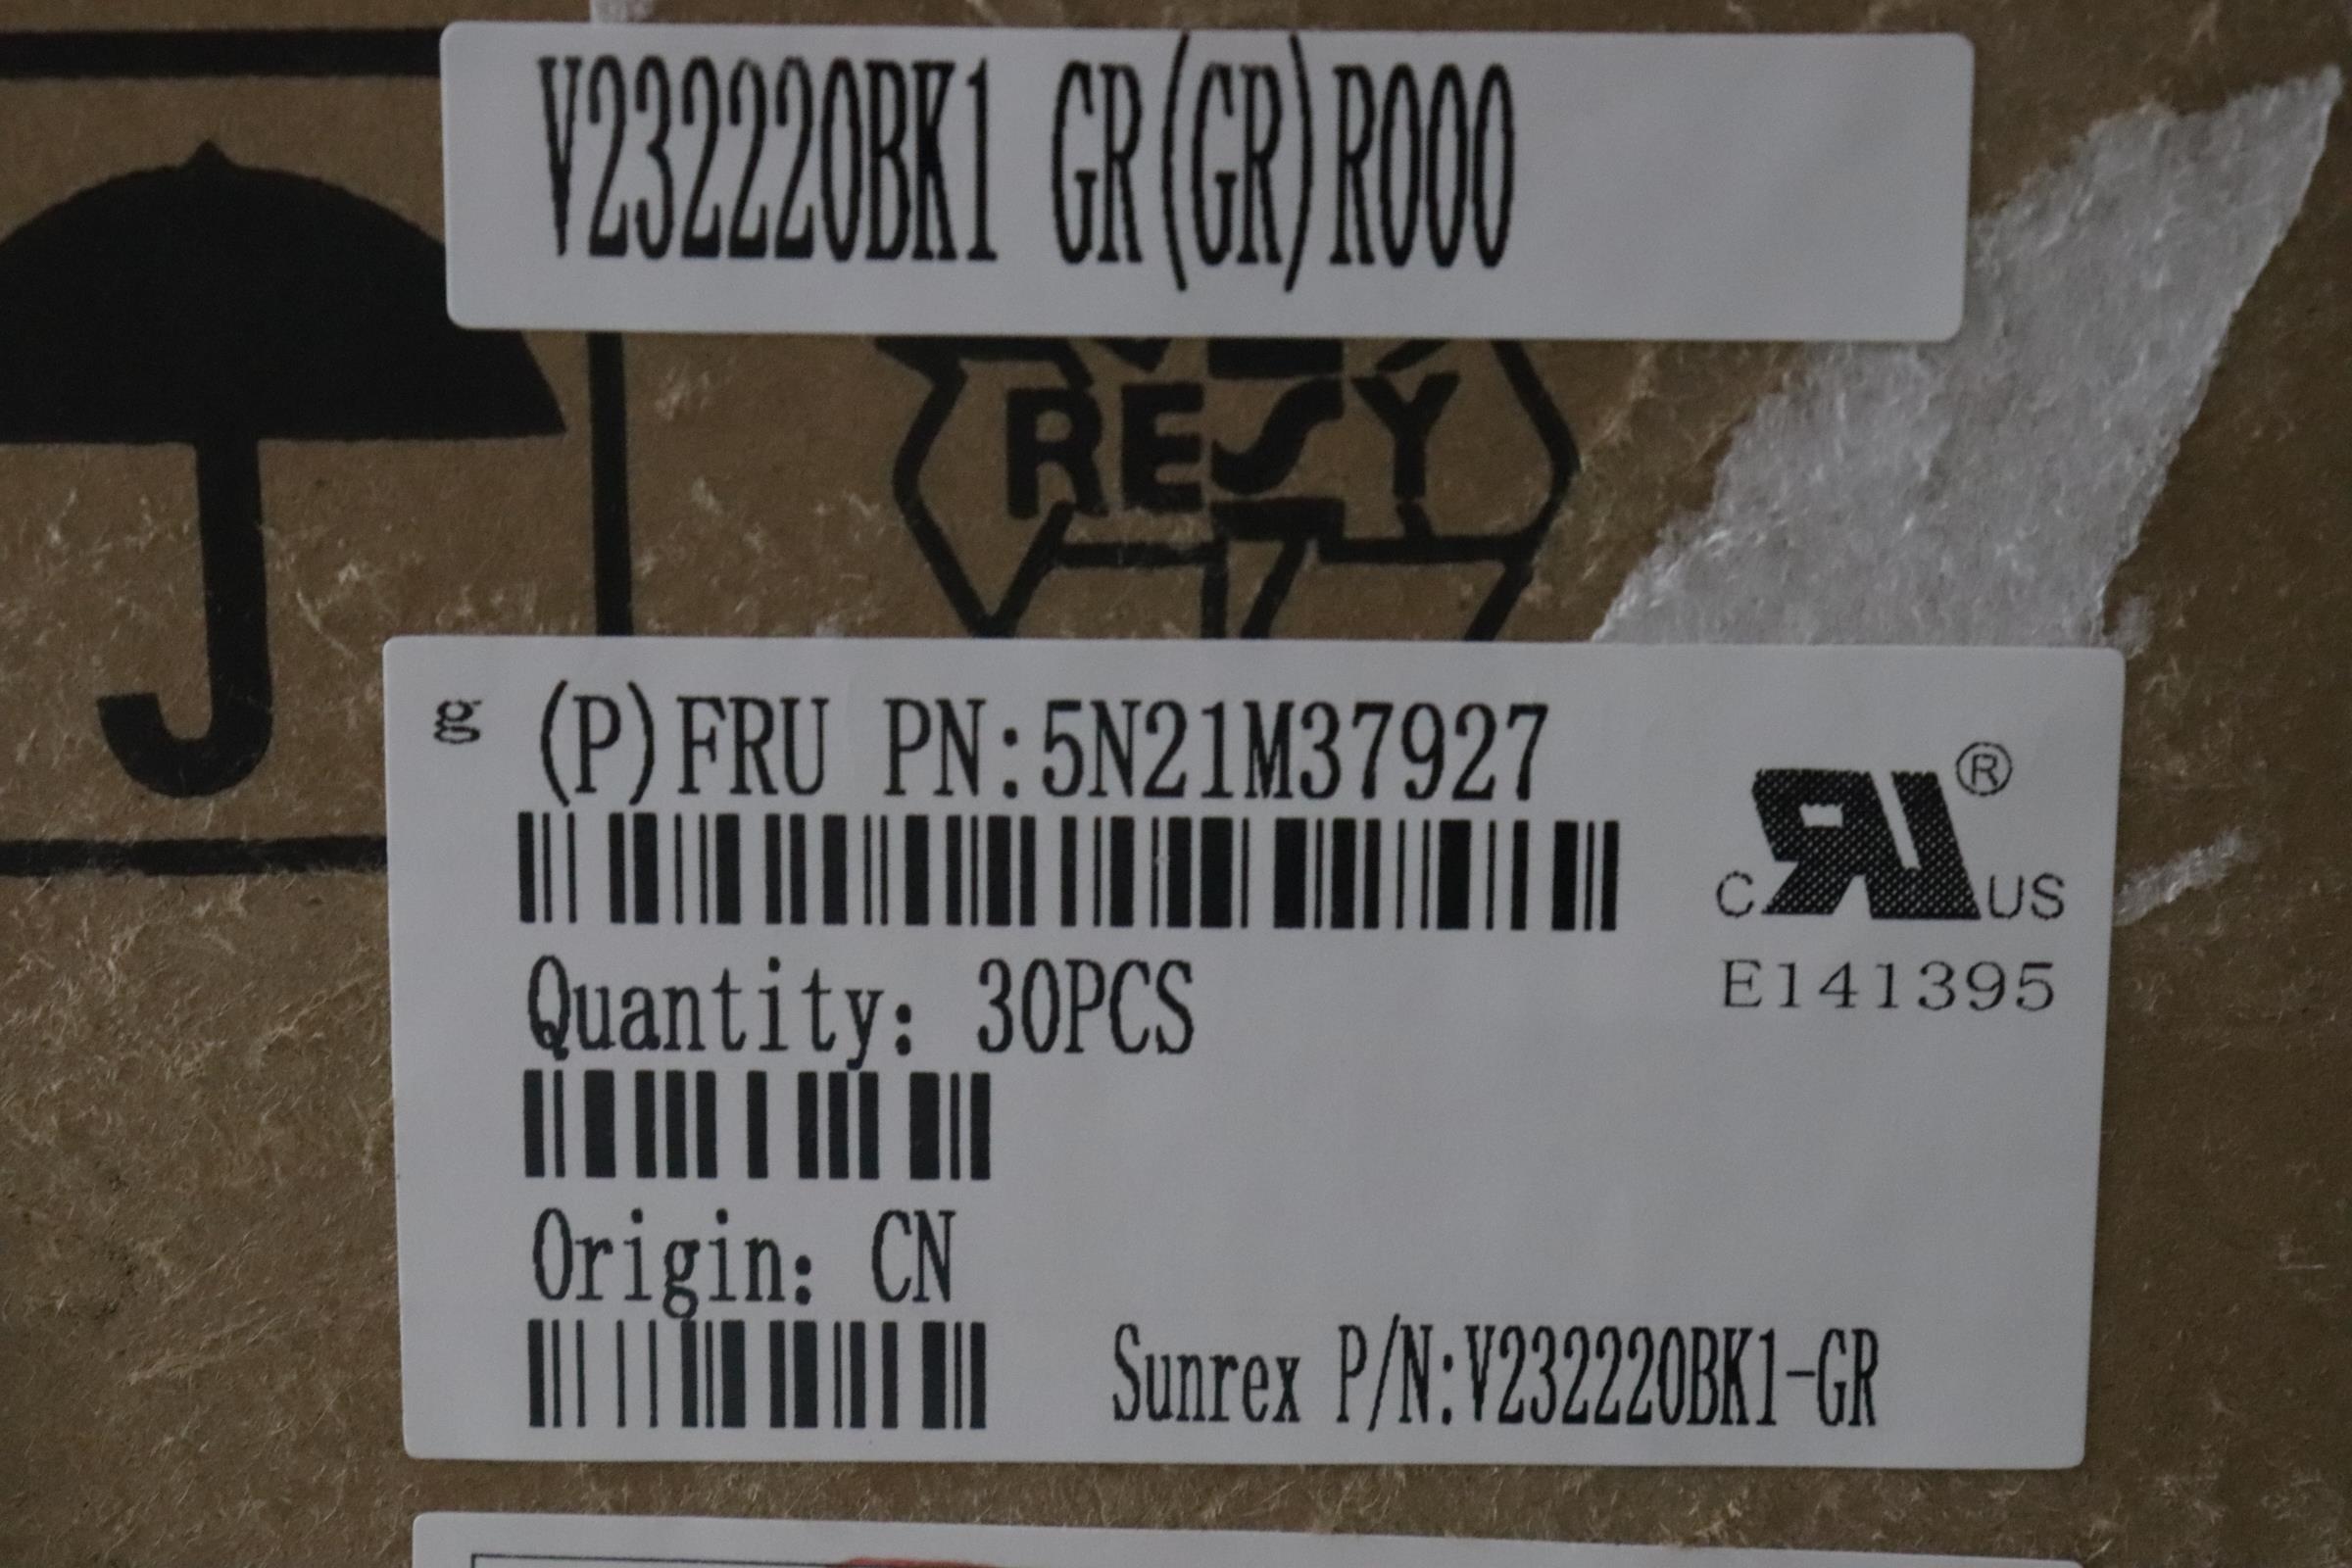 V232220BK1 GR(GR)R000
RESY
g (P)FRU PN:5N21M37927
®
C US
E141395
Quantity: 30PCS
Origin: CN
Sunrex P/N:V232220BK1-GR